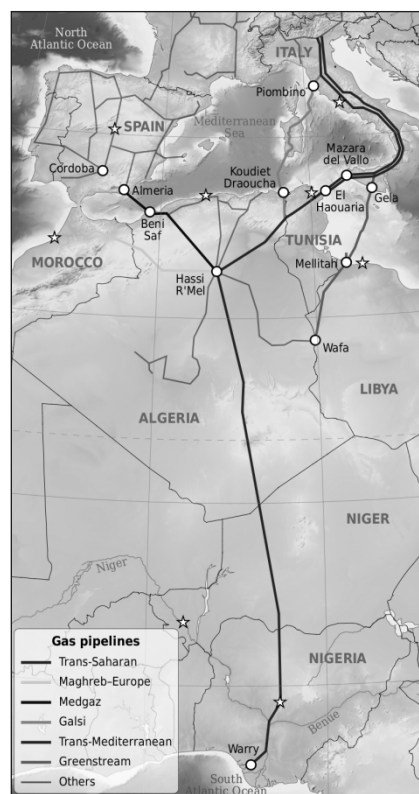 North
Atlantic Ocean
ITALY
Piombino
Mediterranean
Sea
SPAIN
Mazara
del Vallo
Cordoba
Koudiet
Draoucha
Almeria
El
Haouaria
Gela
Beni
Saf
TUNISIA
MOROCCO
Mellitah
Hassi
R'Mel
Wafa
LIBYA
ALGERIA
NIGER
Niger
Gas pipelines
Trans-Saharan
Maghreb–Europe
Medgaz
Galsi
Trans-Mediterranean
Greenstream
Others
NIGERIA
Benue
Warry
South
Atlantic Ocean